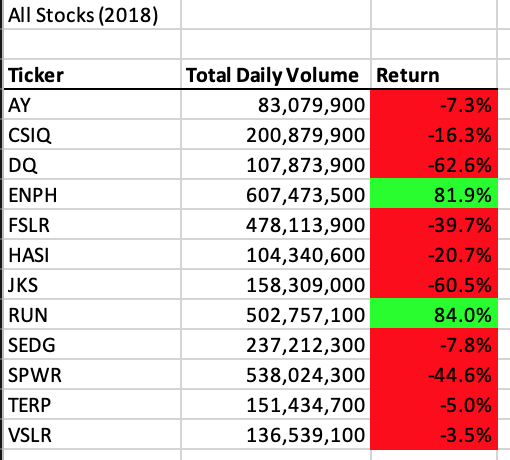 All Stocks (2018)
Ticker Total Daily Volume Return
AY 83,079,900 -7.3%
CSIQ 200,879,900 -16.3%
DQ 107,873,900 -62.6%
ENPH 607,473,500 81.9%
FSLR 478,113,900 -39.7%
HASI 104,340,600 -20.7%
JKS 158,309,000 -60.5%
RUN 502,757,100 84.0%
SEDG 237,212,300 -7.8%
SPWR 538,024,300 -44.6%
TERP 151,434,700 -5.0%
VSLR 136,539,100 -3.5%